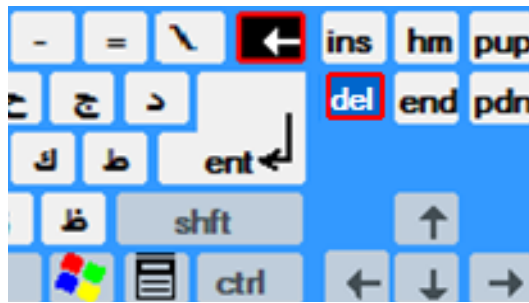 - = \ ← ins hm pup
ح ج د del end pdn
ك ط ent
ظ shft ↑
ctrl ← ↓ →